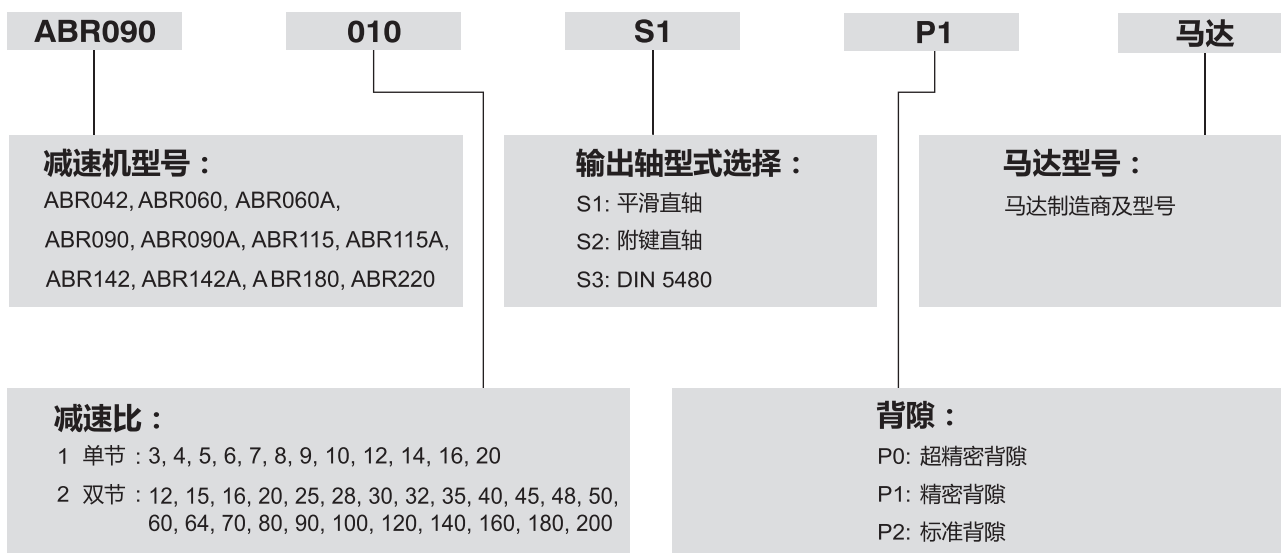 ABR090 010 S1 P1 马达
减速机型号：
ABR042, ABR060, ABR060A,
ABR090, ABR090A, ABR115, ABR115A,
ABR142, ABR142A, ABR180, ABR220
输出轴型式选择：
S1: 平滑直轴
S2: 附键直轴
S3: DIN 5480
马达型号：
马达制造商及型号
减速比：
1 单节：3, 4, 5, 6, 7, 8, 9, 10, 12, 14, 16, 20
2 双节：12, 15, 16, 20, 25, 28, 30, 32, 35, 40, 45, 48, 50,
60, 64, 70, 80, 90, 100, 120, 140, 160, 180, 200
背隙：
P0: 超精密背隙
P1: 精密背隙
P2: 标准背隙